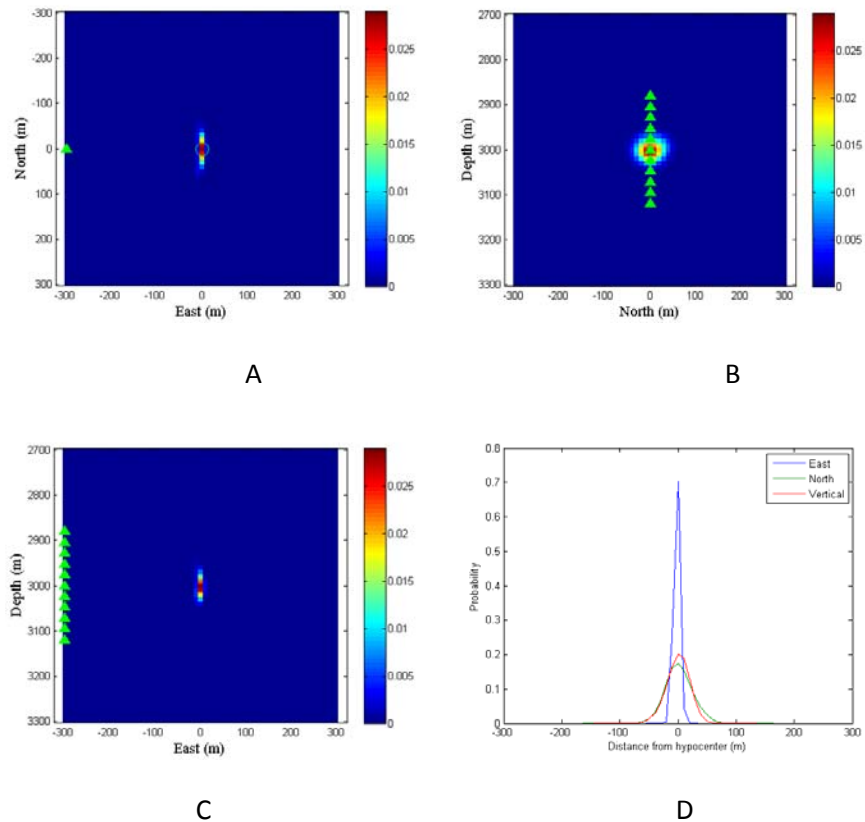 -300
-200
-100
0
100
200
300
North (m)
-300 -200 -100 0 100 200 300
East (m)
0.025
0.02
0.015
0.01
0.005
0
A
2700
2800
2900
3000
3100
3200
3300
Depth (m)
-300 -200 -100 0 100 200 300
North (m)
0.025
0.02
0.015
0.01
0.005
0
B
2700
2800
2900
3000
3100
3200
3300
Depth (m)
-300 -200 -100 0 100 200 300
East (m)
0.025
0.02
0.015
0.01
0.005
0
C
0.8
0.7
0.6
0.5
0.4
0.3
0.2
0.1
0
Probability
East
North
Vertical
-300 -200 -100 0 100 200 300
Distance from hypocenter (m)
D